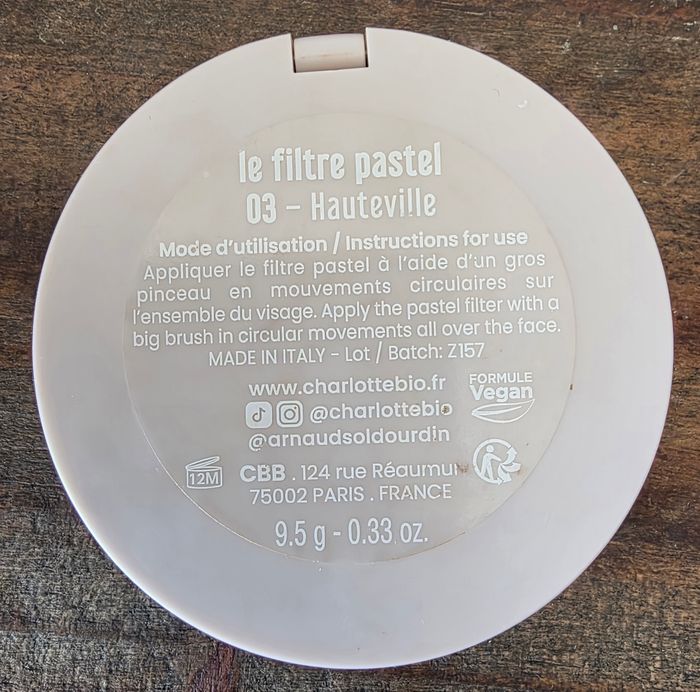 le filtre pastel
03 - Hauteville
Mode d'utilisation / Instructions for use
Appliquer le filtre pastel à l'aide d'un gros
pinceau en mouvements circulaires sur
l'ensemble du visage. Apply the pastel filter with a
big brush in circular movements all over the face.
MADE IN ITALY - Lot / Batch: Z157
www.charlottebio.fr
@charlottebio
@arnaudsoldourdin
FORMULE
Vegan
12M
CBB . 124 rue Réaumur
75002 PARIS . FRANCE
9.5 g - 0.33 oz.